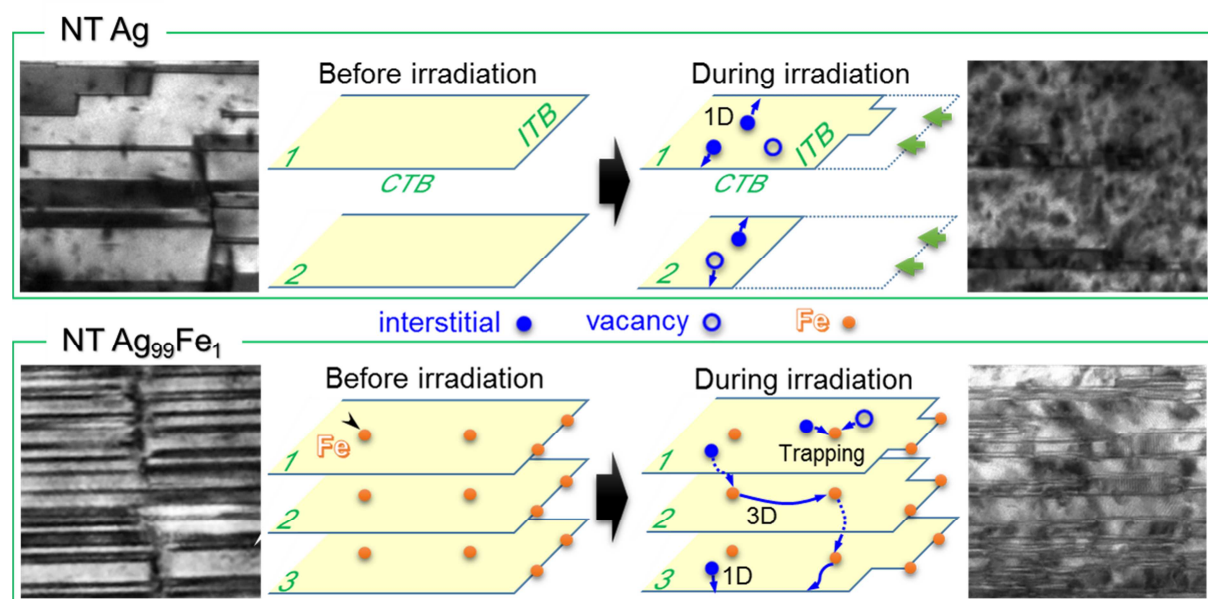 NT Ag
Before irradiation
During irradiation
1
ITB
CTB
2
1D
1
ITB
CTB
2
interstitial
vacancy
Fe
NT Ag₉₉Fe₁
Before irradiation
During irradiation
Fe
1
2
3
Trapping
1
3D
2
1D
3